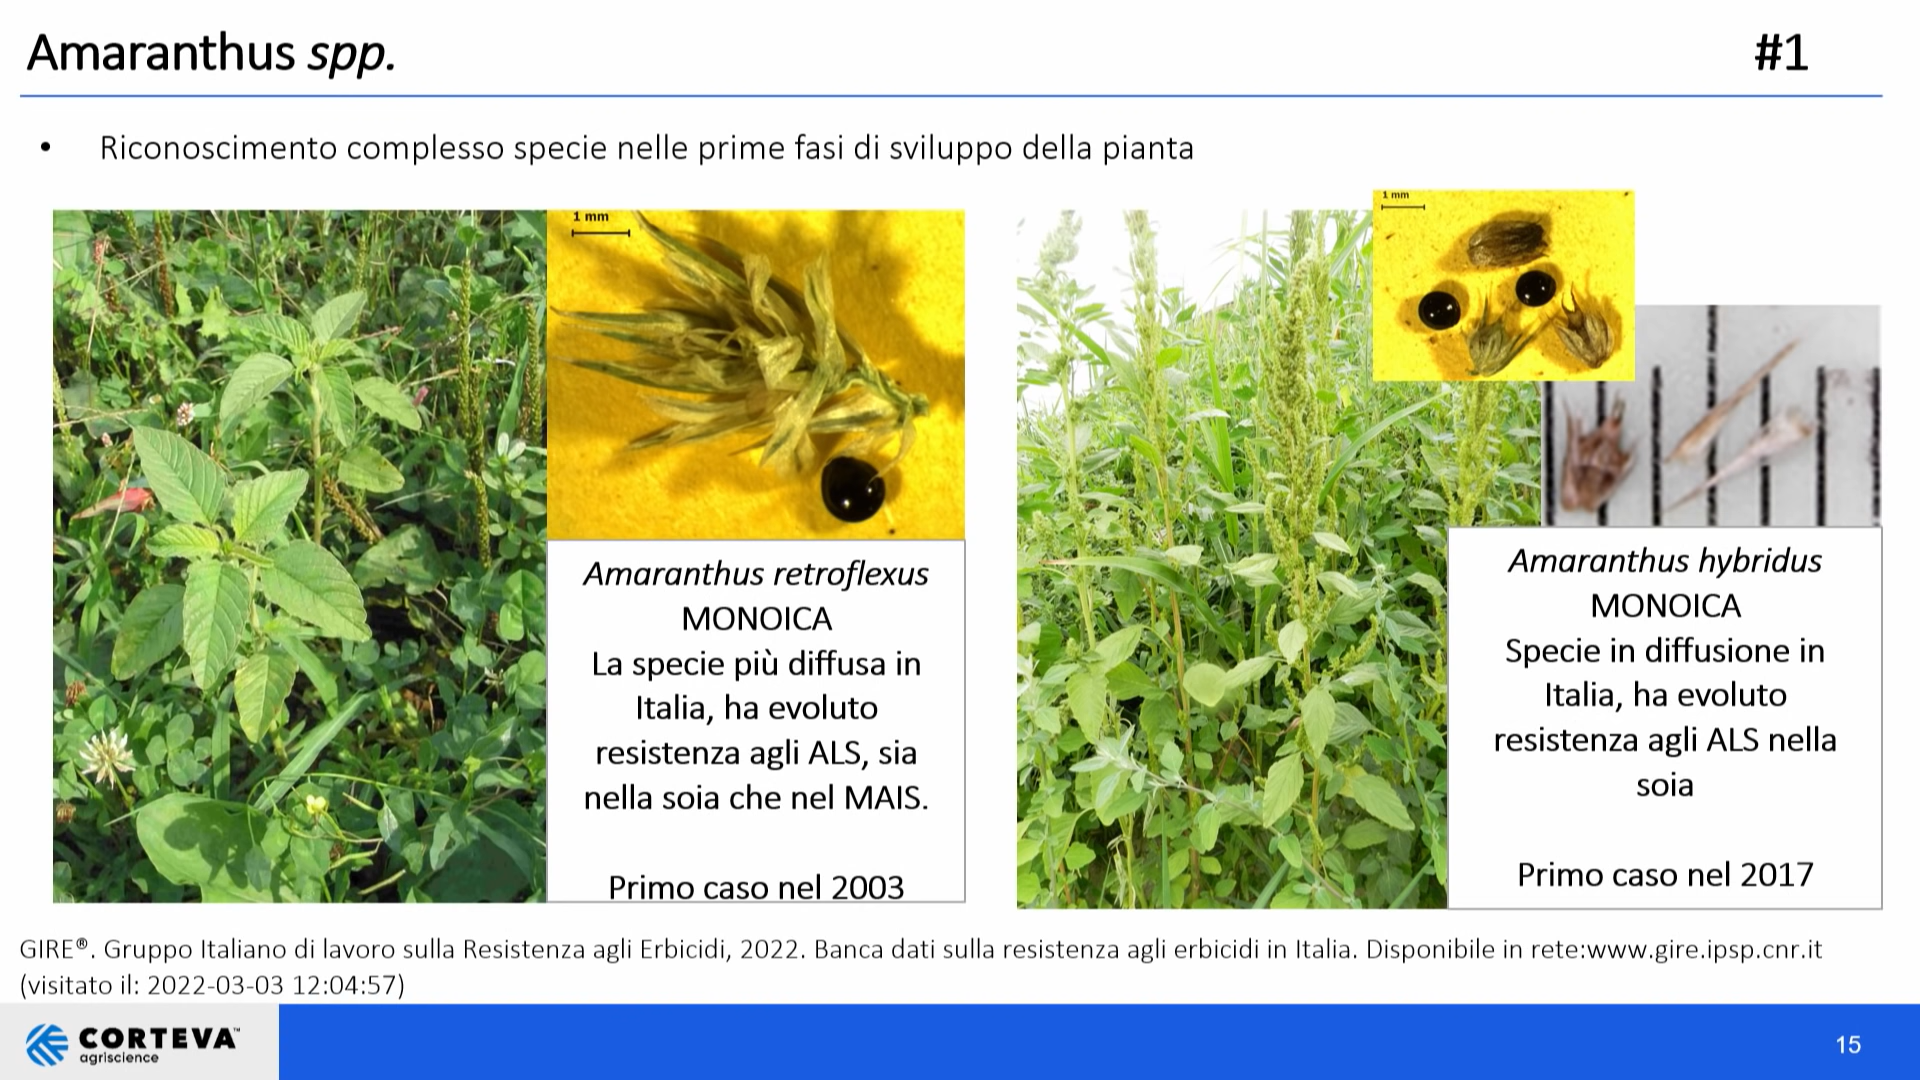 Amaranthus spp.
#1
• Riconoscimento complesso specie nelle prime fasi di sviluppo della pianta
1 mm
1 mm
Amaranthus retroflexus
MONOICA
La specie più diffusa in
Italia, ha evoluto
resistenza agli ALS, sia
nella soia che nel MAIS.
Primo caso nel 2003
Amaranthus hybridus
MONOICA
Specie in diffusione in
Italia, ha evoluto
resistenza agli ALS nella
soia
Primo caso nel 2017
GIRE®. Gruppo Italiano di lavoro sulla Resistenza agli Erbicidi, 2022. Banca dati sulla resistenza agli erbicidi in Italia. Disponibile in rete:www.gire.ipsp.cnr.it
(visitato il: 2022-03-03 12:04:57)
CORTEVA™
agriscience
15